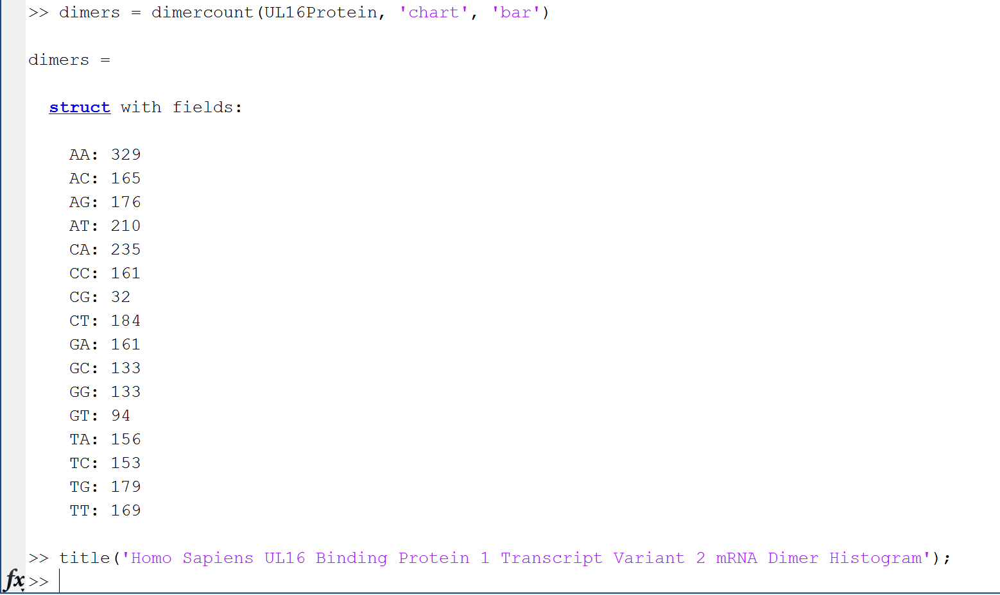 >> dimers = dimercount(UL16Protein, 'chart', 'bar')
dimers =
struct with fields:
AA: 329
AC: 165
AG: 176
AT: 210
CA: 235
CC: 161
CG: 32
CT: 184
GA: 161
GC: 133
GG: 133
GT: 94
TA: 156
TC: 153
TG: 179
TT: 169
>> title('Homo Sapiens UL16 Binding Protein 1 Transcript Variant 2 mRNA Dimer Histogram');
fx >>